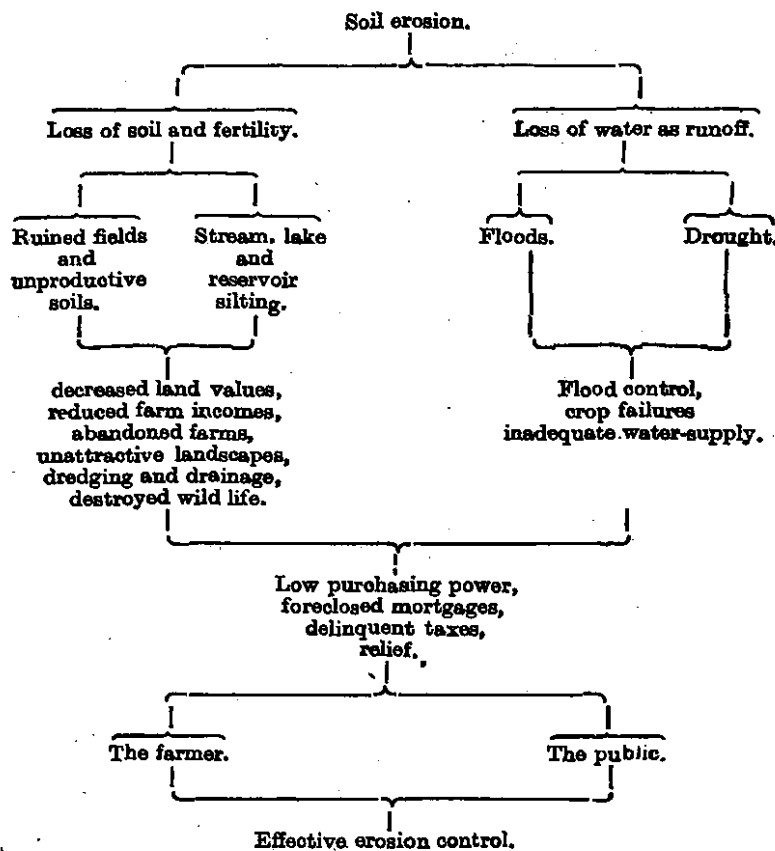 Soil erosion.
Loss of soil and fertility.
Loss of water as runoff.
Ruined fields
and
unproductive
soils.
Stream, lake
and
reservoir
silting.
Floods.
Drought.
decreased land values,
reduced farm incomes,
abandoned farms,
unattractive landscapes,
dredging and drainage,
destroyed wild life.
Flood control,
crop failures
inadequate water-supply.
Low purchasing power,
foreclosed mortgages,
delinquent taxes,
relief.
The farmer.
The public.
Effective erosion control.